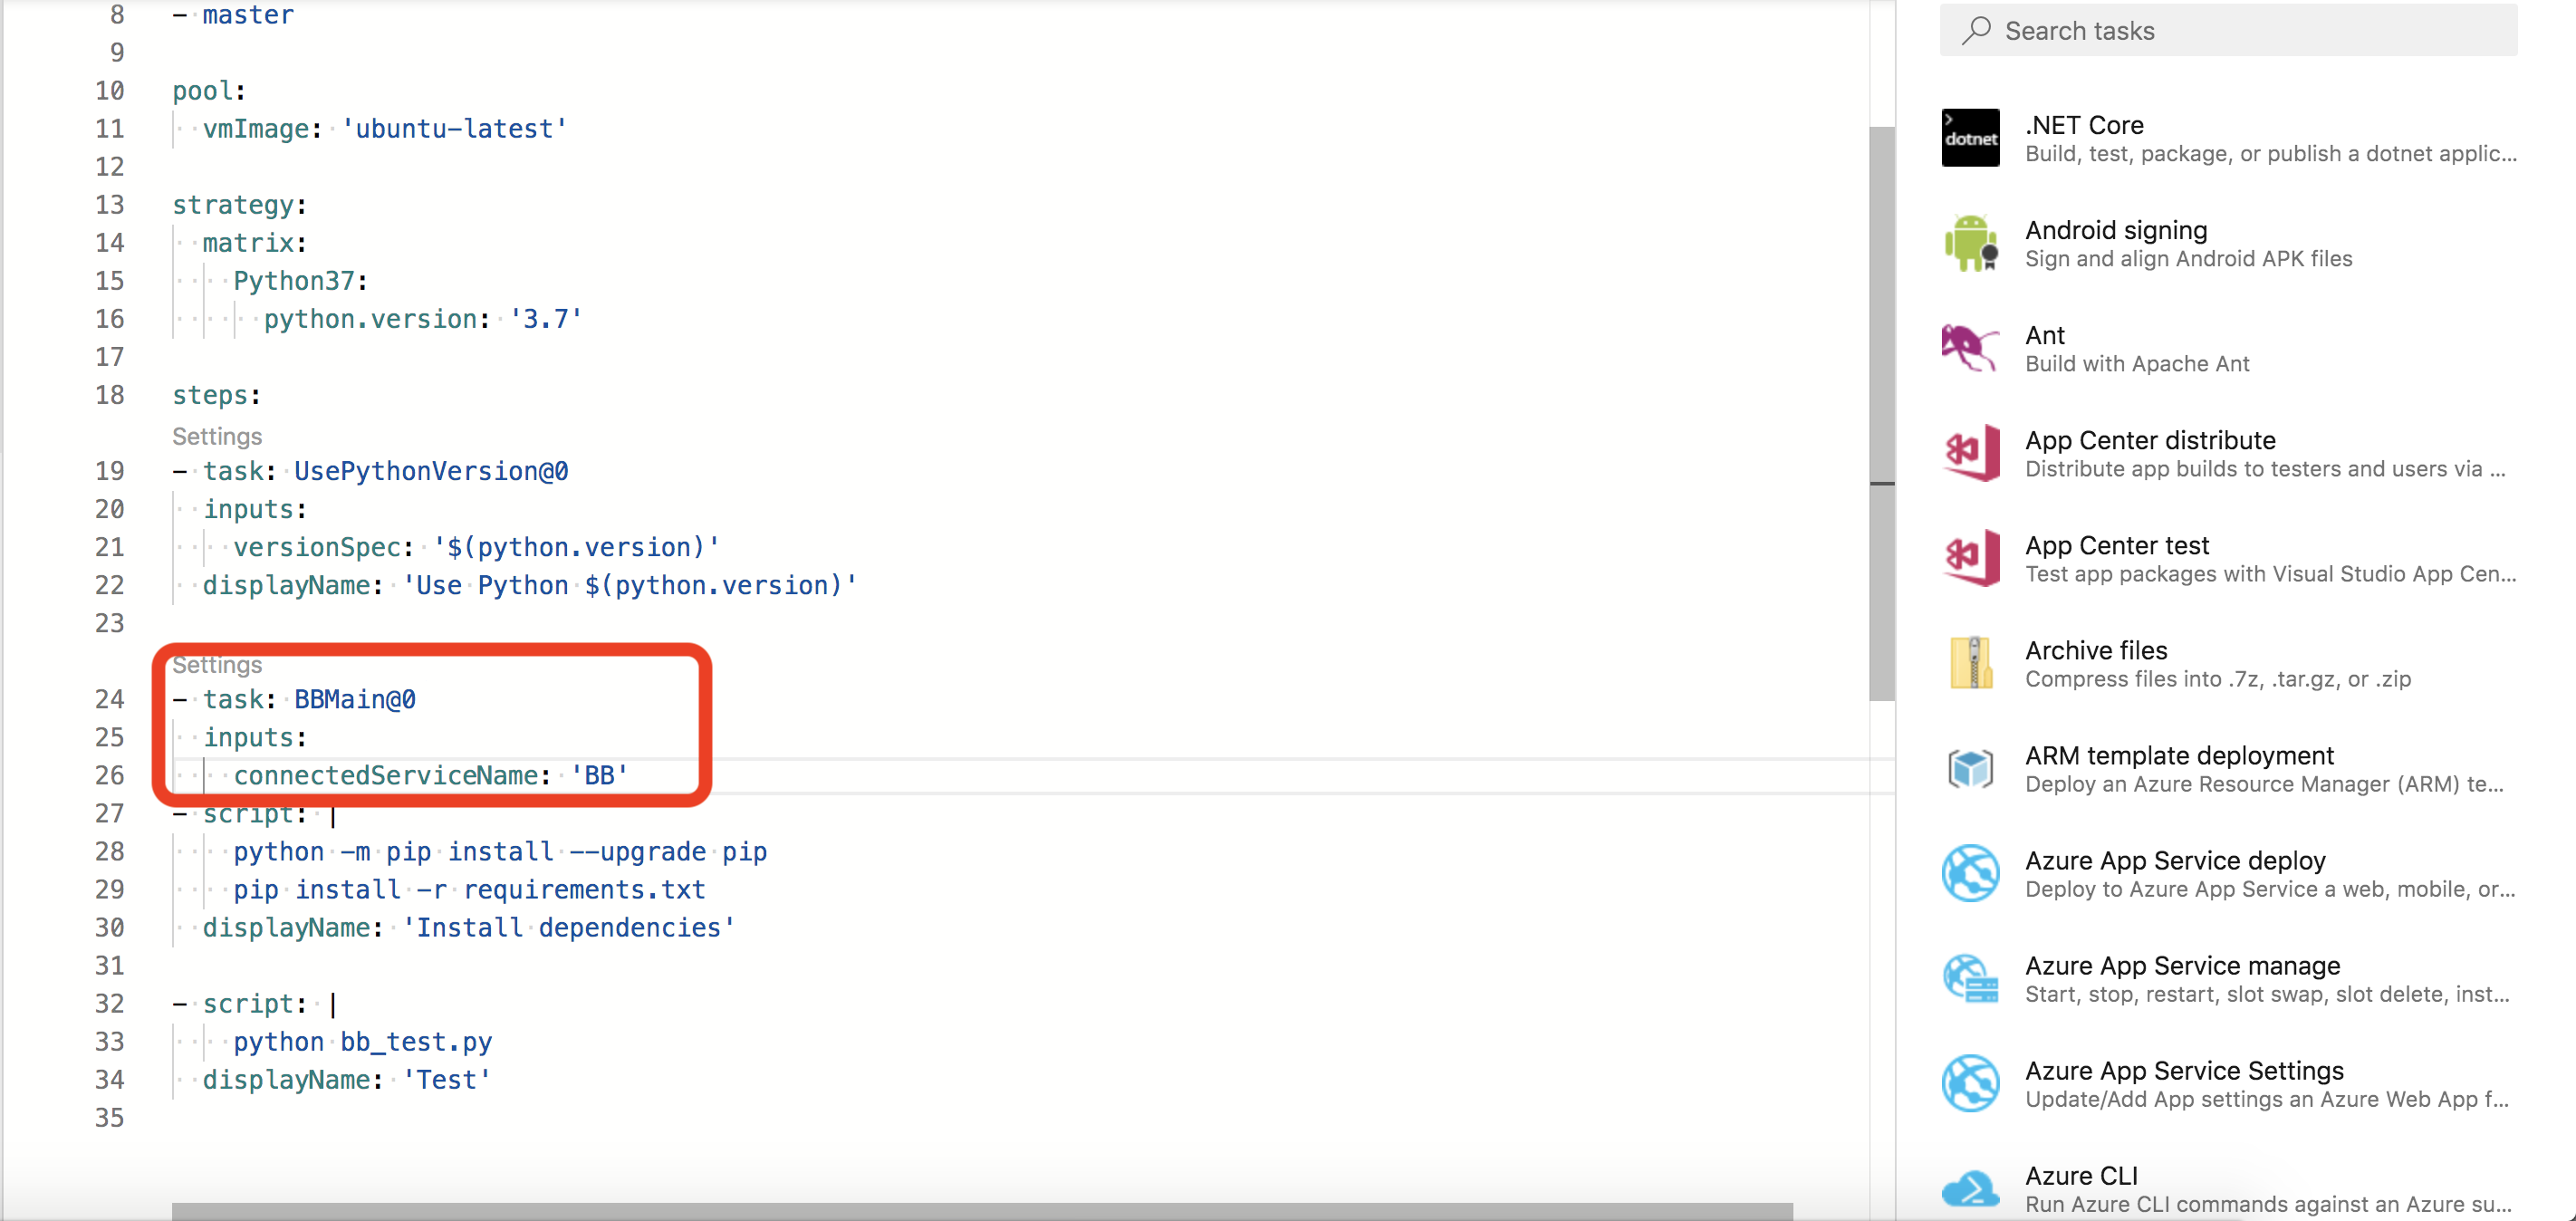 8 - master
9
10 pool:
11 vmImage: 'ubuntu-latest'
12
13 strategy:
14 matrix:
15 Python37:
16 python.version: '3.7'
17
18 steps:
Settings
19 - task: UsePythonVersion@0
20 inputs:
21 versionSpec: '$(python.version)'
22 displayName: 'Use Python $(python.version)'
23
Settings
24 - task: BBMain@0
25 inputs:
26 connectedServiceName: 'BB'
27 - script: |
28 python -m pip install --upgrade pip
29 pip install -r requirements.txt
30 displayName: 'Install dependencies'
31
32 - script: |
33 python bb_test.py
34 displayName: 'Test'
35
Search tasks
dotnet
.NET Core
Build, test, package, or publish a dotnet applic...
Android signing
Sign and align Android APK files
Ant
Build with Apache Ant
App Center distribute
Distribute app builds to testers and users via ...
App Center test
Test app packages with Visual Studio App Cen...
Archive files
Compress files into .7z, .tar.gz, or .zip
ARM template deployment
Deploy an Azure Resource Manager (ARM) te...
Azure App Service deploy
Deploy to Azure App Service a web, mobile, or...
Azure App Service manage
Start, stop, restart, slot swap, slot delete, inst...
Azure App Service Settings
Update/Add App settings an Azure Web App f...
Azure CLI
Run Azure CLI commands against an Azure su...